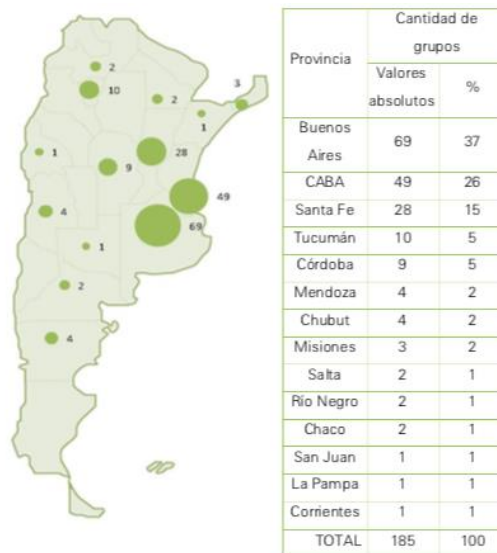 2
10
2
3
1
1
28
9
49
4
69
1
2
4
Provincia
Cantidad de
grupos
Valores
absolutos
%
Buenos
Aires
69 37
CABA 49 26
Santa Fe 28 15
Tucumán 10 5
Córdoba 9 5
Mendoza 4 2
Chubut 4 2
Misiones 3 2
Salta 2 1
Río Negro 2 1
Chaco 2 1
San Juan 1 1
La Pampa 1 1
Corrientes 1 1
TOTAL 185 100